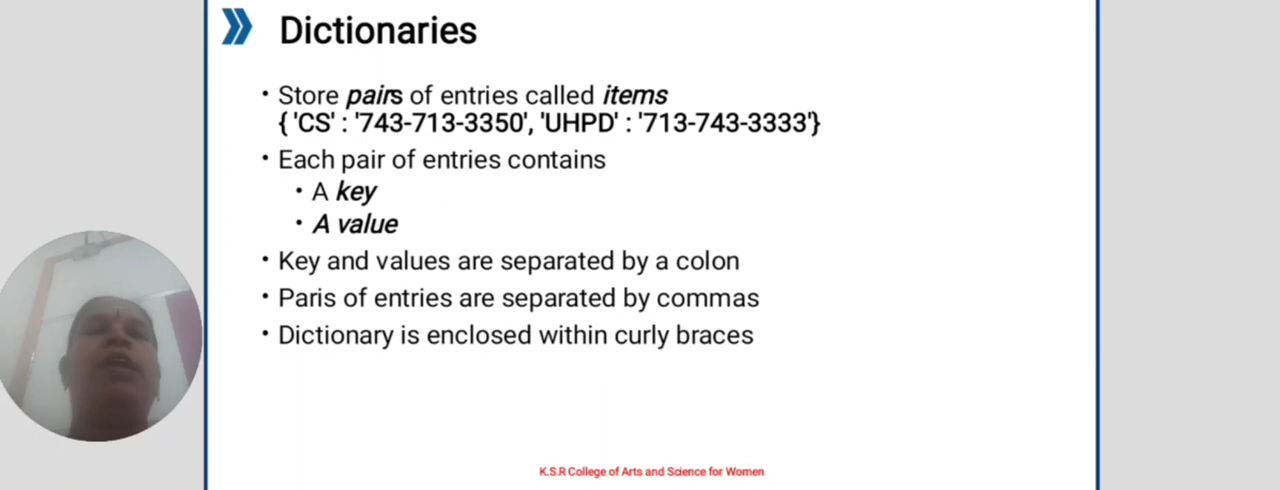 Dictionaries
• Store pairs of entries called items
{ 'CS' : '743-713-3350', 'UHPD' : '713-743-3333'}
• Each pair of entries contains
• A key
• A value
• Key and values are separated by a colon
• Paris of entries are separated by commas
• Dictionary is enclosed within curly braces
K.S.R College of Arts and Science for Women